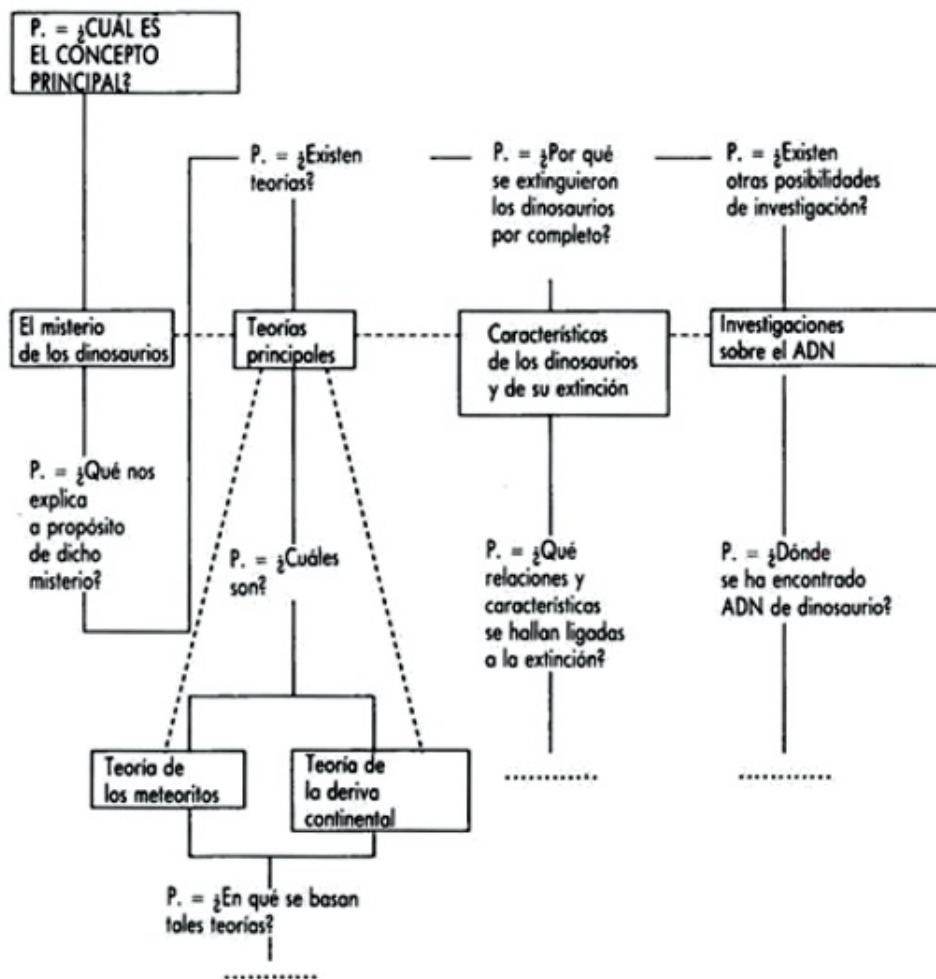 P. = ¿CUÁL ES
EL CONCEPTO
PRINCIPAL?
P. = ¿Existen
teorías?
P. = ¿Por qué
se extinguieron
los dinosaurios
por completo?
P. = ¿Existen
otras posibilidades
de investigación?
El misterio
de los dinosaurios
Teorías
principales
Características
de los dinosaurios
y de su extinción
Investigaciones
sobre el ADN
P. = ¿Qué nos
explica
a propósito
de dicho
misterio?
P. = ¿Cuáles
son?
P. = ¿Qué
relaciones y
características
se hallan ligadas
a la extinción?
P. = ¿Dónde
se ha encontrado
ADN de dinosaurio?
Teoría de
los meteoritos
Teoría de
la deriva
continental
P. = ¿En qué se basan
tales teorías?